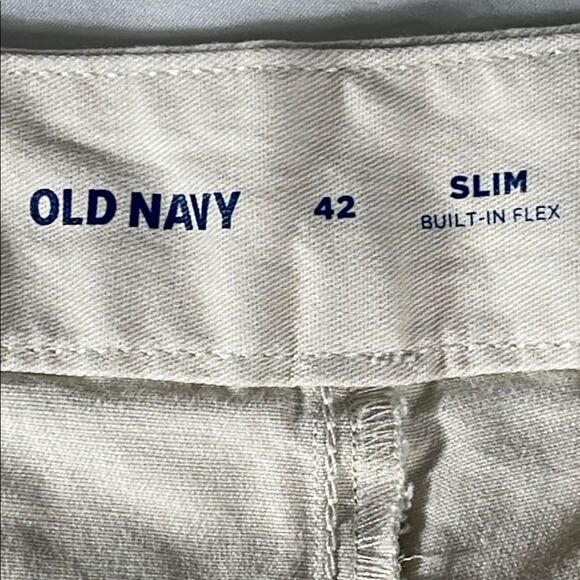 OLD NAVY
42
SLIM
BUILT-IN FLEX